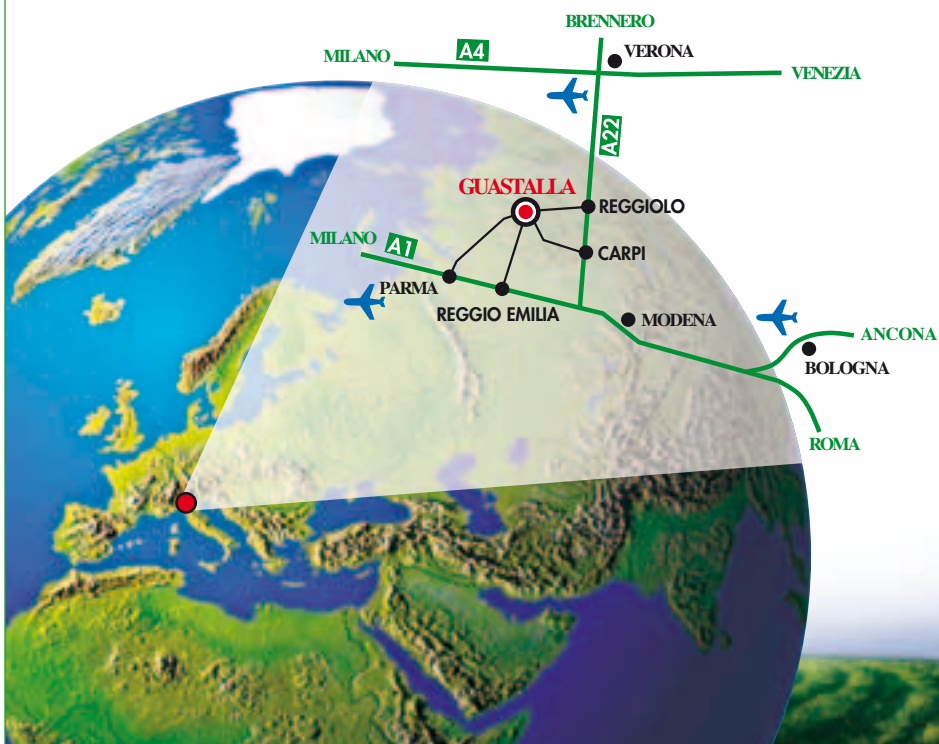 BRENNERO
A4
VERONA
MILANO
VENEZIA
A22
GUASTALLA
REGGIOLO
MILANO
A1
CARPI
PARMA
REGGIO EMILIA
MODENA
ANCONA
BOLOGNA
ROMA